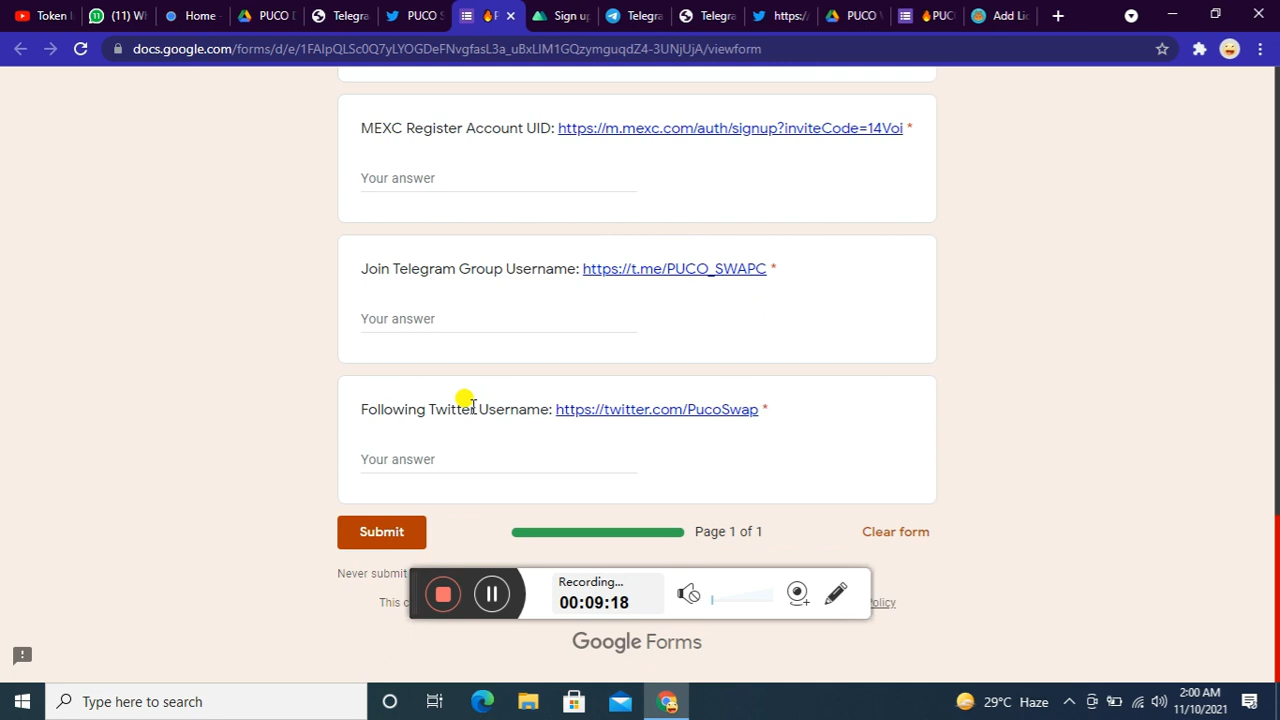 Token
(11) W
Home
PUCO
Telegra
PUCO S
P
Sign up
Telegra
Telegra
https:/
PUCO
PUC
Add Li
docs.google.com/forms/d/e/1FAIpQLSc0Q7yLYOGDeFNvgfasL3a_uBxLIM1GQzymguqdZ4-3UNjUjA/viewform
MEXC Register Account UID: https://m.mexc.com/auth/signup?inviteCode=14Voi *
Your answer
Join Telegram Group Username: https://t.me/PUCO_SWAPC *
Your answer
Following Twitter Username: https://twitter.com/PucoSwap *
Your answer
Submit
Page 1 of 1
Clear form
Never submit
Recording...
00:09:18
This c
olicy
Google Forms
Type here to search
29°C Haze
2:00 AM
11/10/2021